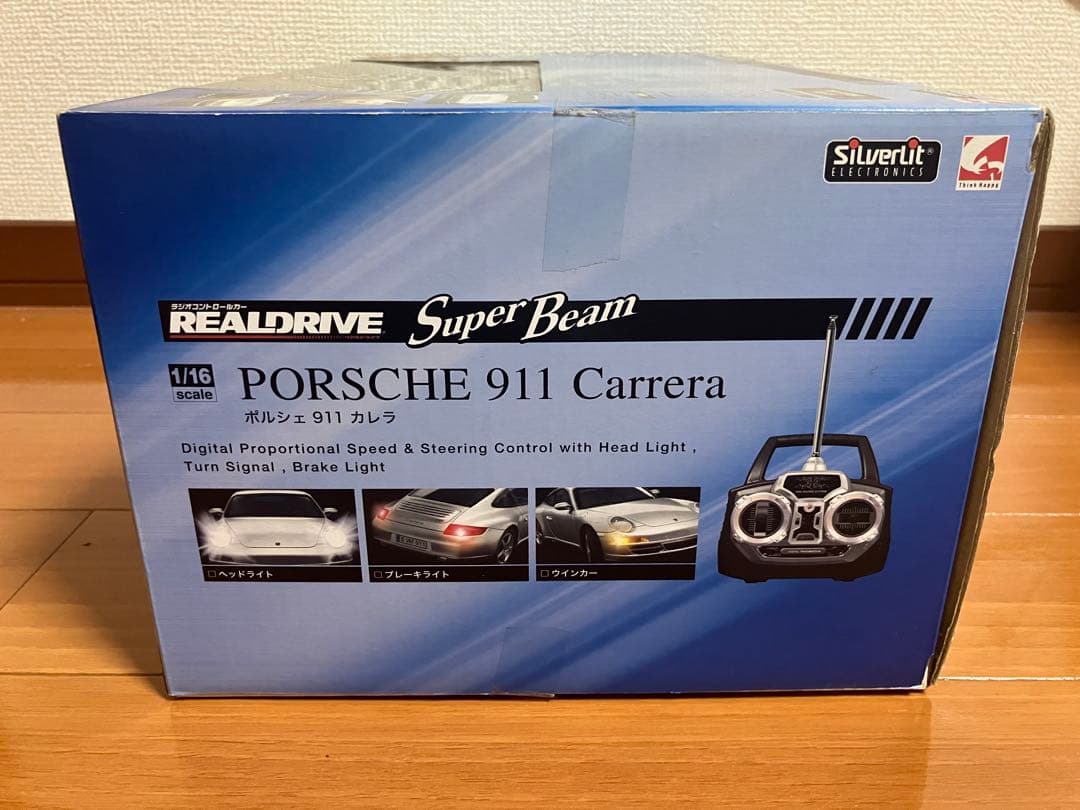 Silverlit®
ELECTRONICS
Think Happy
ラジオコントロールカー
REALDRIVE
Super Beam
1/16
scale
PORSCHE 911 Carrera
ポルシェ 911 カレラ
Digital Proportional Speed & Steering Control with Head Light ,
Turn Signal , Brake Light
□ヘッドライト
□ブレーキライト
□ウインカー